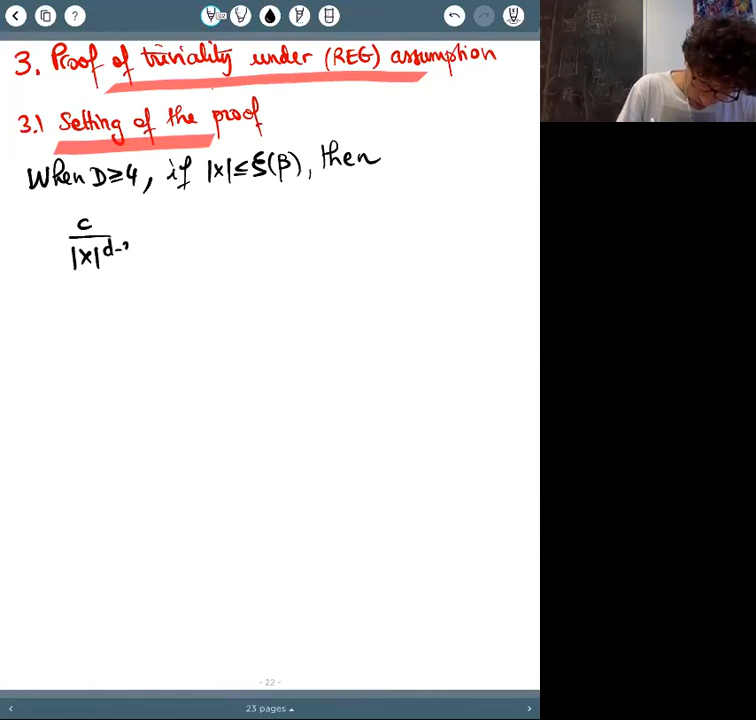 3. Proof of triviality under (REG) assumption
3.1 Setting of the proof
When D≥4, if |x|≤ξ(β), then
c
|x|^d-
- 22 -
23 pages